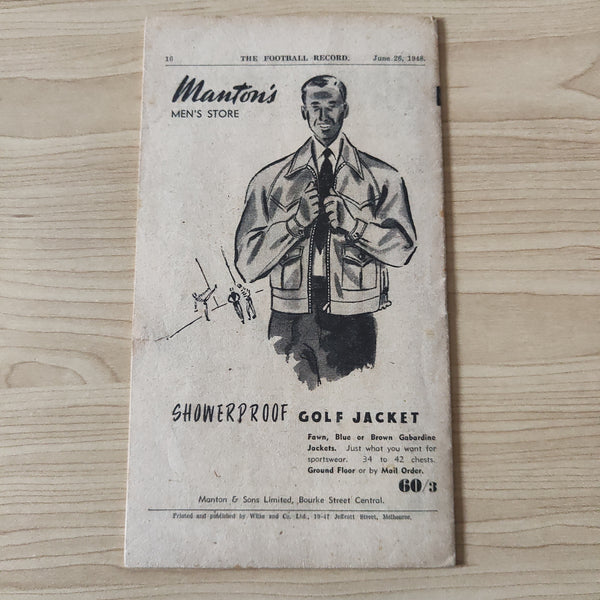 16 THE FOOTBALL RECORD. June 26, 1948.
Manton's
MEN'S STORE
SHOWERPROOF GOLF JACKET
Fawn, Blue or Brown Gabardine
Jackets. Just what you want for
sportswear. 34 to 42 chests.
Ground Floor or by Mail Order.
60/3
Manton & Sons Limited, Bourke Street Central.
Printed and published by Wilke and Co. Ltd., 19-47 Jeffcott Street, Melbourne.